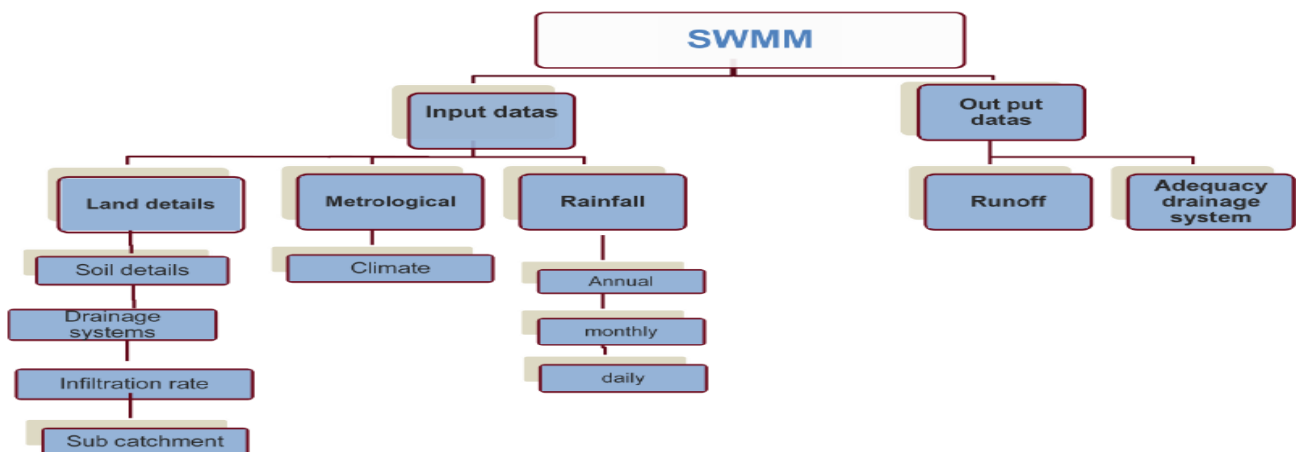 SWMM
Input datas
Out put
datas
Land details
Metrological
Rainfall
Runoff
Adequacy
drainage
system
Soil details
Climate
Annual
Drainage
systems
monthly
Infiltration rate
daily
Sub catchment